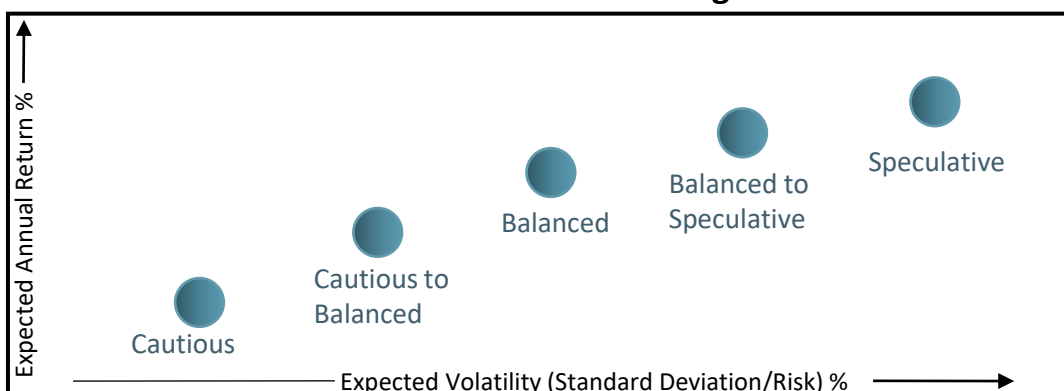 Expected Annual Return %
Speculative
Balanced to
Speculative
Balanced
Cautious to
Balanced
Cautious
Expected Volatility (Standard Deviation/Risk) %